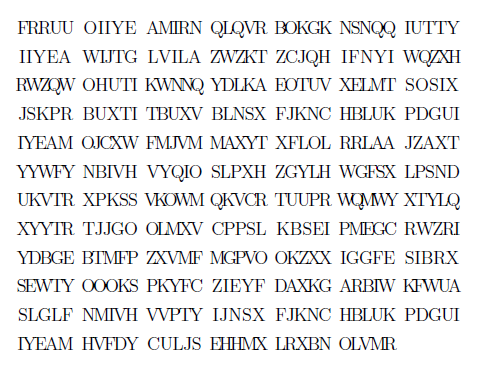 FRRUU OIIYE AMIRN QLQVR BOKGK NSNQQ IUTTY
IIYEA WIJTG LVILA ZWZKT ZCJQH IFNYI WQZXH
RWZQW OHUTI KWNNQ YDLKA EOTUV XELMT SOSIX
JSKPR BUXTI TBUXV BLNSX FJKNC HBLUK PDGUI
IYEAM OJCXW FMJVM MAXYT XFLOL RRLAA JZAXT
YYWFY NBIVH VYQIO SLPXH ZGYLH WGFSX LPSND
UKVTR XPKSS VKOWM QKVCR TUUPR WQMWY XTYLQ
XYYTR TJJGO OLMXV CPPSL KBSEI PMEGC RWZRI
YDBGE BTMFP ZXVMF MGPVO OKZXX IGGFE SIBRX
SEWTY OOOKS PKYFC ZIEYF DAXKG ARBIW KFWUA
SLGLF NMIVH VVPTY IJNSX FJKNC HBLUK PDGUI
IYEAM HVFDY CULJS EHHMX LRXBN OLVMR